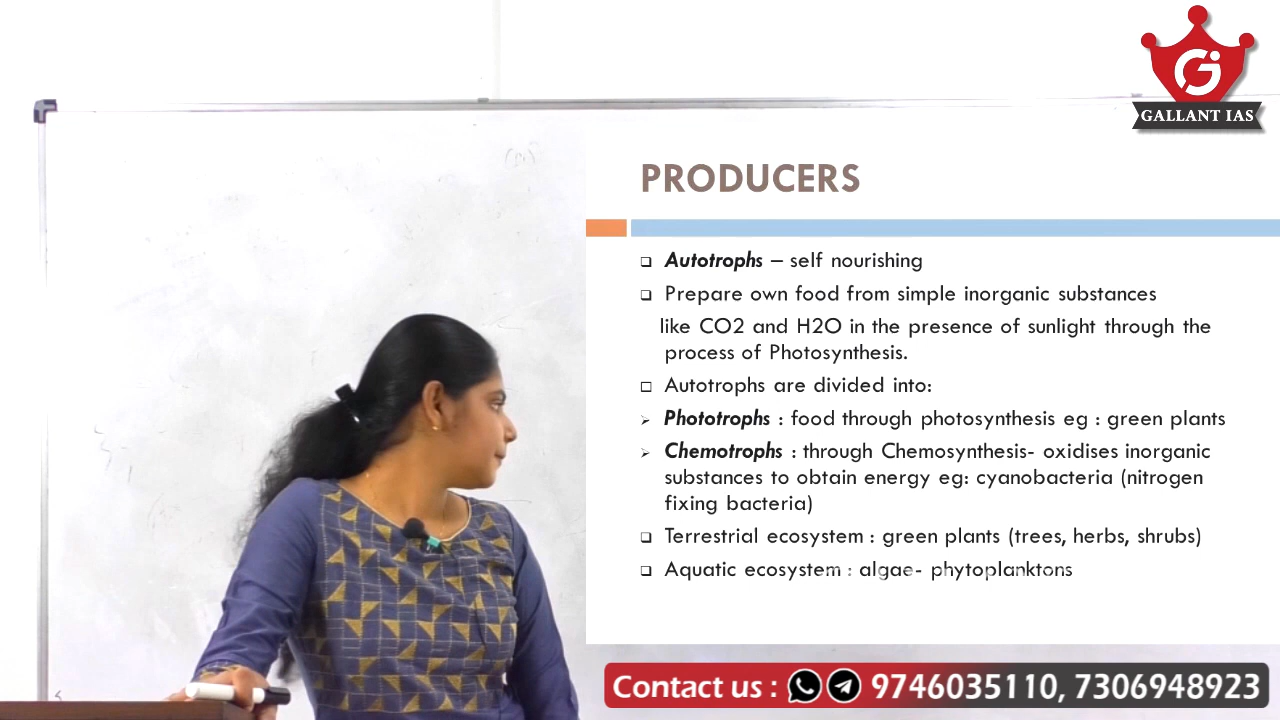 GALLANT IAS
(m)
PRODUCERS
Autotrophs – self nourishing
Prepare own food from simple inorganic substances
like CO2 and H2O in the presence of sunlight through the
process of Photosynthesis.
Autotrophs are divided into:
Phototrophs : food through photosynthesis eg : green plants
Chemotrophs : through Chemosynthesis- oxidises inorganic
substances to obtain energy eg: cyanobacteria (nitrogen
fixing bacteria)
Terrestrial ecosystem : green plants (trees, herbs, shrubs)
Aquatic ecosystem : algae- phytoplanktons
Contact us : 9746035110, 7306948923